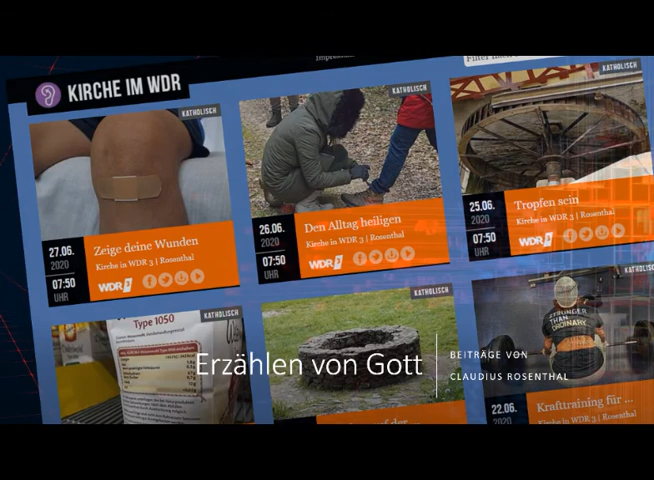 KIRCHE IM WDR
KATHOLISCH
KATHOLISCH
KATHOLISCH
27.06.
2020
07:50
UHR
Zeige deine Wunden
Kirche in WDR 3 | Rosenthal
WDR 3
26.06.
2020
07:50
UHR
Den Alltag heiligen
Kirche in WDR 3 | Rosenthal
WDR 3
25.06.
2020
07:50
UHR
Tropfen sein
Kirche in WDR 3 | Rosenthal
WDR 3
KATHOLISCH
KATHOLISCH
KATHOLISCH
Type 1050
STRONGER
THAN
ORDINARY
Erzählen von Gott
BEITRÄGE VON
CLAUDIUS ROSENTHAL
22.06.
2020
Krafttraining für ...
Kirche in WDR 3 | Rosenthal